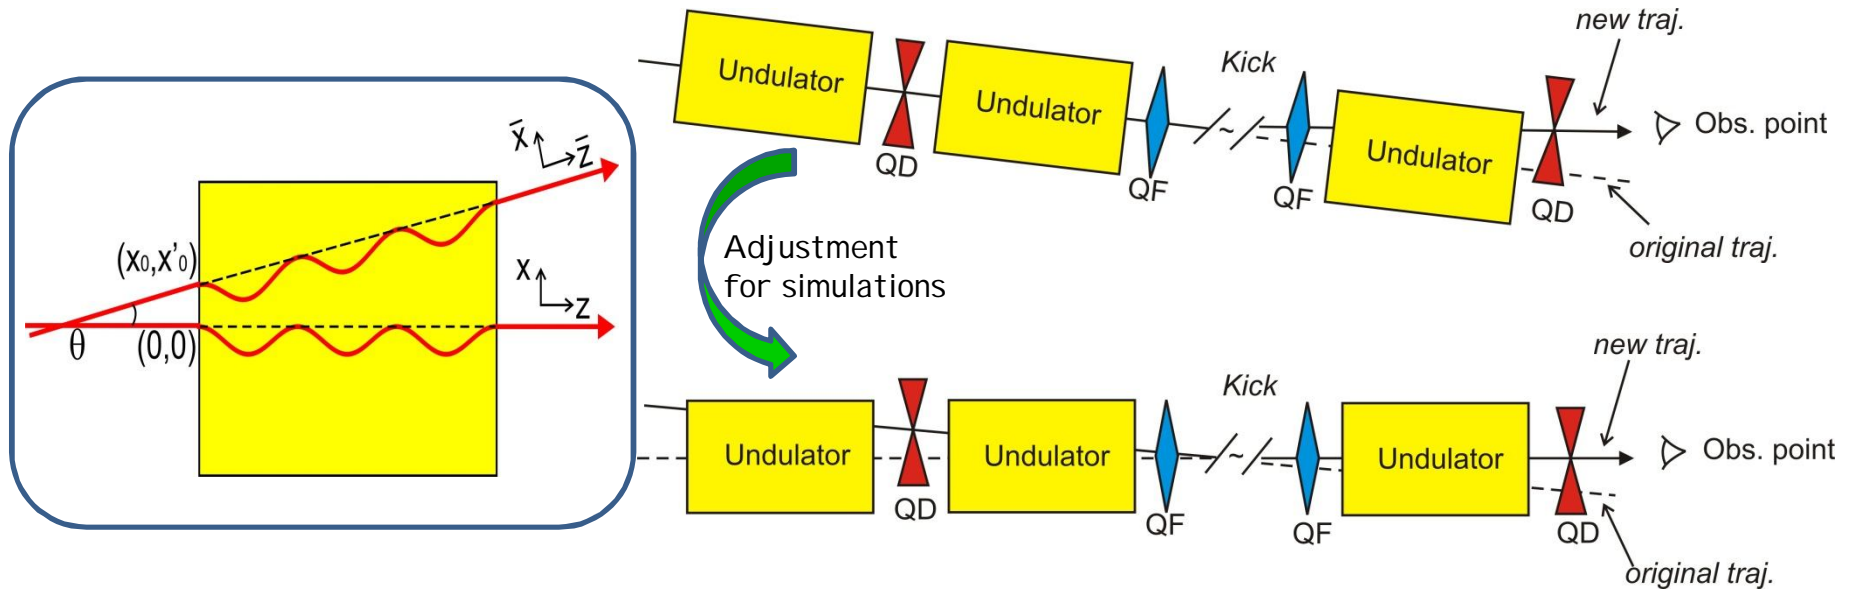 x̄
z̄
(x₀,x'₀)
x
z
θ
(0,0)
Undulator
QD
Undulator
QF
Kick
QF
Undulator
QD
new traj.
Obs. point
original traj.
Adjustment
for simulations
Undulator
QD
Undulator
QF
Kick
~
QF
Undulator
QD
new traj.
Obs. point
original traj.